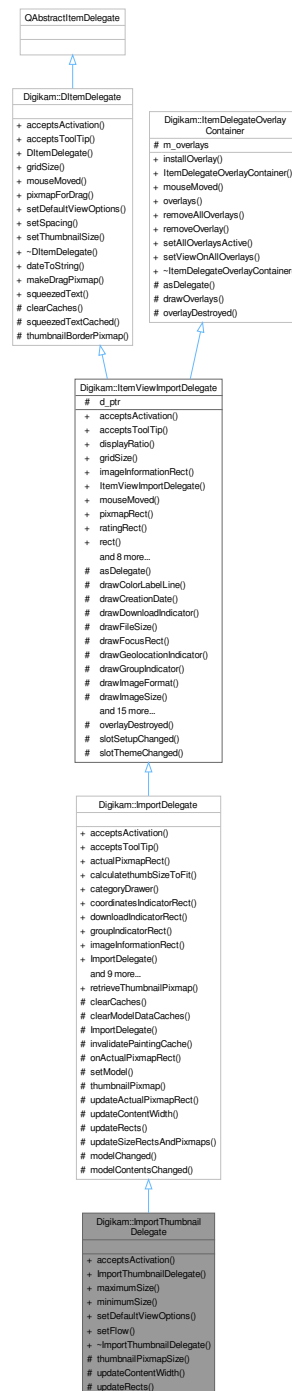 QAbstractItemDelegate
Digikam::DItemDelegate
+ acceptsActivation()
+ acceptsToolTip()
+ DItemDelegate()
+ gridSize()
+ mouseMoved()
+ pixmapForDrag()
+ setDefaultViewOptions()
+ setSpacing()
+ setThumbnailSize()
+ ~DItemDelegate()
+ dateToString()
+ makeDragPixmap()
+ squeezedText()
# clearCaches()
# squeezedTextCached()
# thumbnailBorderPixmap()
Digikam::ItemDelegateOverlay
Container
# m_overlays
+ installOverlay()
+ ItemDelegateOverlayContainer()
+ mouseMoved()
+ overlays()
+ removeAllOverlays()
+ removeOverlay()
+ setAllOverlaysActive()
+ setViewOnAllOverlays()
+ ~ItemDelegateOverlayContainer
# asDelegate()
# drawOverlays()
# overlayDestroyed()
Digikam::ItemViewImportDelegate
# d_ptr
+ acceptsActivation()
+ acceptsToolTip()
+ displayRatio()
+ gridSize()
+ imageInformationRect()
+ ItemViewImportDelegate()
+ mouseMoved()
+ pixmapRect()
+ ratingRect()
+ rect()
and 8 more...
# asDelegate()
# drawColorLabelLine()
# drawCreationDate()
# drawDownloadIndicator()
# drawFileSize()
# drawFocusRect()
# drawGeolocationIndicator()
# drawGroupIndicator()
# drawImageFormat()
# drawImageSize()
and 15 more...
# overlayDestroyed()
# slotSetupChanged()
# slotThemeChanged()
Digikam::ImportDelegate
+ acceptsActivation()
+ acceptsToolTip()
+ actualPixmapRect()
+ calculatethumbSizeToFit()
+ categoryDrawer()
+ coordinatesIndicatorRect()
+ downloadIndicatorRect()
+ groupIndicatorRect()
+ imageInformationRect()
+ ImportDelegate()
and 9 more...
+ retrieveThumbnailPixmap()
# clearCaches()
# clearModelDataCaches()
# ImportDelegate()
# invalidatePaintingCache()
# onActualPixmapRect()
# setModel()
# thumbnailPixmap()
# updateActualPixmapRect()
# updateContentWidth()
# updateRects()
# updateSizeRectsAndPixmaps()
# modelChanged()
# modelContentsChanged()
Digikam::ImportThumbnail
Delegate
+ acceptsActivation()
+ ImportThumbnailDelegate()
+ maximumSize()
+ minimumSize()
+ setDefaultViewOptions()
+ setFlow()
+ ~ImportThumbnailDelegate()
# thumbnailPixmapSize()
# updateContentWidth()
# updateRects()